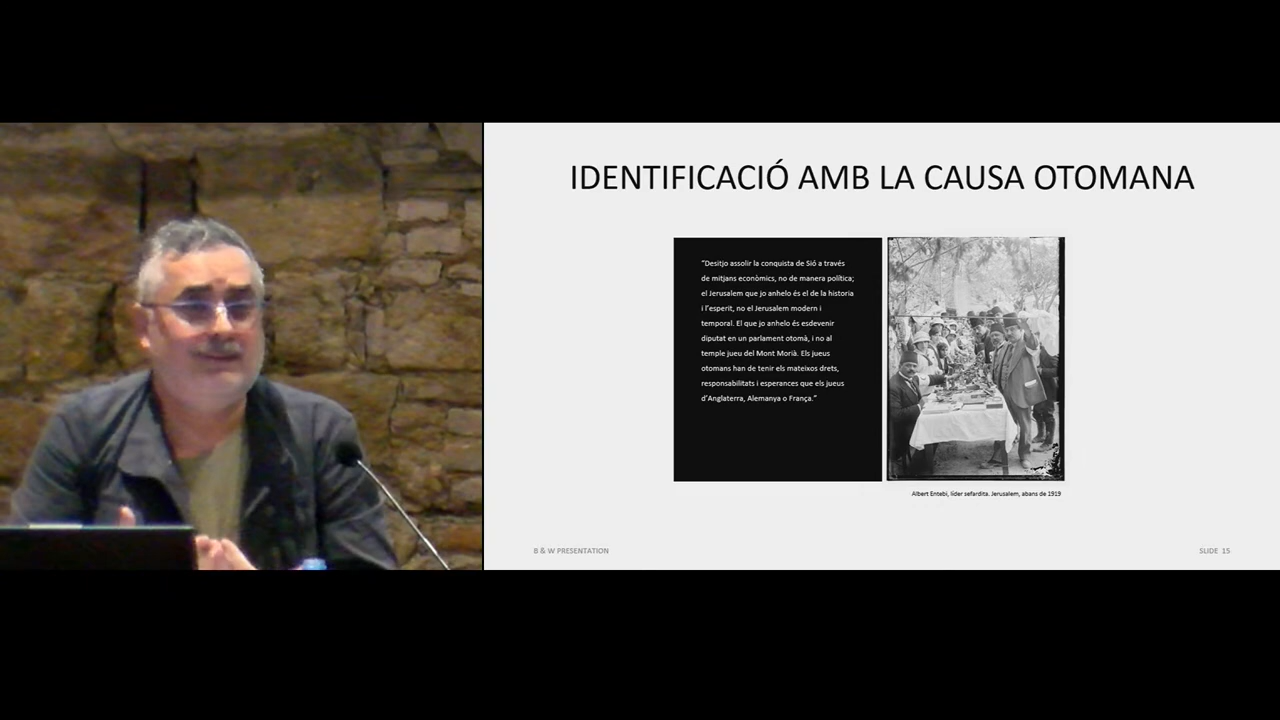 IDENTIFICACIÓ AMB LA CAUSA OTOMANA
“Desitjo assolir la conquista de Sió a través
de mitjans econòmics, no de manera política;
el Jerusalem que jo anhelo és el de la historia
i l’esperit, no el Jerusalem modern i
temporal. El que jo anhelo és esdevenir
diputat en un parlament otomà, i no al
temple jueu del Mont Morià. Els jueus
otomans han de tenir els mateixos drets,
responsabilitats i esperances que els jueus
d’Anglaterra, Alemanya o França.”
Albert Entebi, líder sefardita. Jerusalem, abans de 1919
B & W PRESENTATION
SLIDE 15